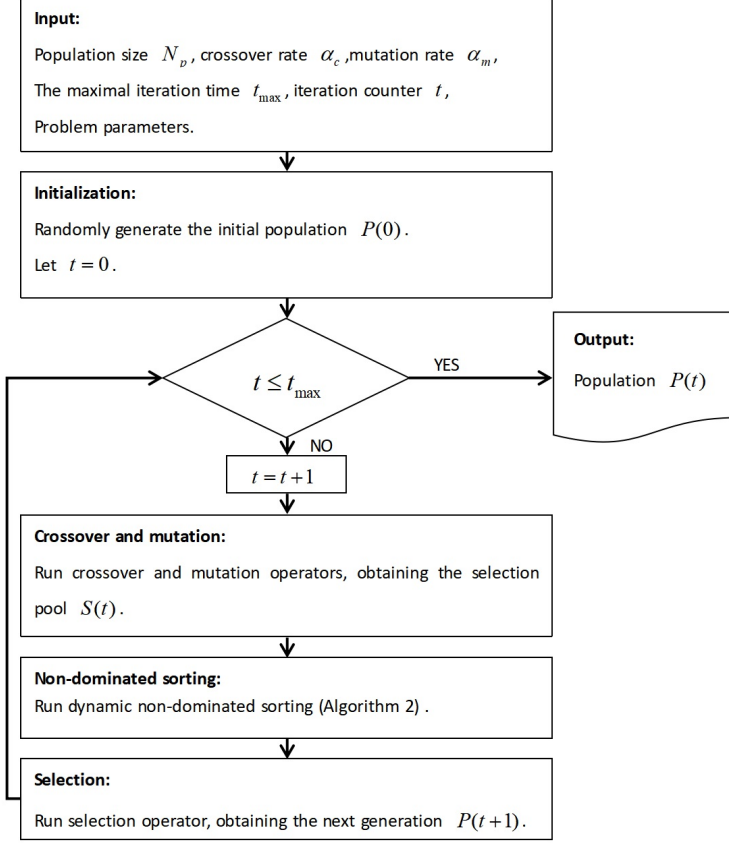 Input:
Population size N_p, crossover rate α_c ,mutation rate α_m,
The maximal iteration time t_max, iteration counter t,
Problem parameters.
Initialization:
Randomly generate the initial population P(0).
Let t = 0.
t ≤ t_max
YES
Output:
Population P(t)
NO
t = t + 1
Crossover and mutation:
Run crossover and mutation operators, obtaining the selection
pool S(t).
Non-dominated sorting:
Run dynamic non-dominated sorting (Algorithm 2) .
Selection:
Run selection operator, obtaining the next generation P(t+1).